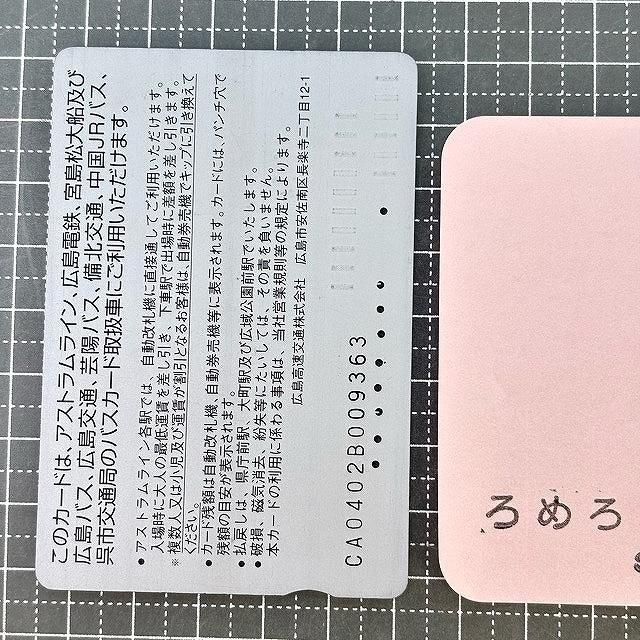 このカードは、アストラムライン、広島電鉄、宮島松大船及び
広島バス、広島交通、芸陽バス、備北交通、中国JRバス、
呉市交通局のバスカード取扱車にご利用いただけます。
• アストラムライン各駅では、自動改札機に直接通してご利用いただけます。
入場時に大人の最低運賃を差し引き、下車駅で出場時に差額を差し引きます。
※ 複数人又は小児及び運賃が割引となるお客様は、自動券売機でキップに引き換えて
ください。
• カード残額は自動改札機、自動券売機等に表示されます。カードには、パンチ穴で
残額の目安が表示されます。
• 払戻しは、県庁前駅、大町駅及び広域公園前駅でいたします。
• 破損、磁気消去、紛失等にたいしては、その責を負いません。
本カードの利用に係わる事項は、当社営業規則等の規定によります。
広島高速交通株式会社 広島市安佐南区長楽寺二丁目12-1
CA0402B009363
ろめろ